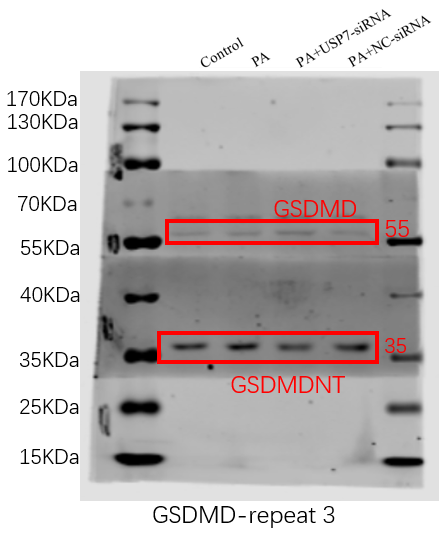 Control PA PA+USP7-siRNA PA+NC-siRNA
170KDa
130KDa
100KDa
70KDa
GSDMD
55
55KDa
40KDa
35
35KDa
GSDMDNT
25KDa
15KDa
GSDMD-repeat 3